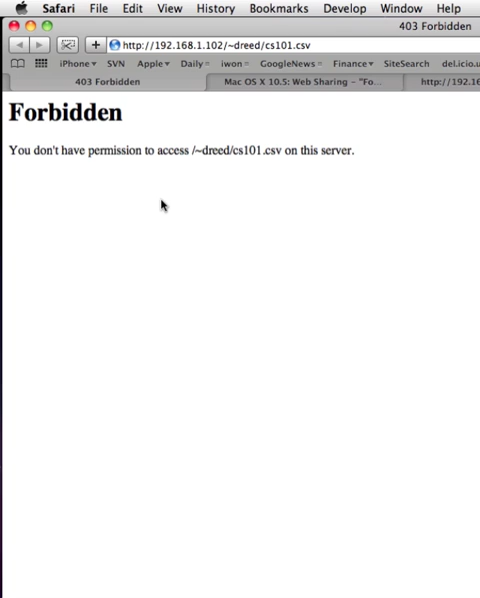 Safari File Edit View History Bookmarks Develop Window Help
403 Forbidden
http://192.168.1.102/~dreed/cs101.csv
iPhone SVN Apple Daily iwon GoogleNews Finance SiteSearch del.icio.u
403 Forbidden Mac OS X 10.5: Web Sharing – "Fo... http://192.16
Forbidden
You don't have permission to access /~dreed/cs101.csv on this server.